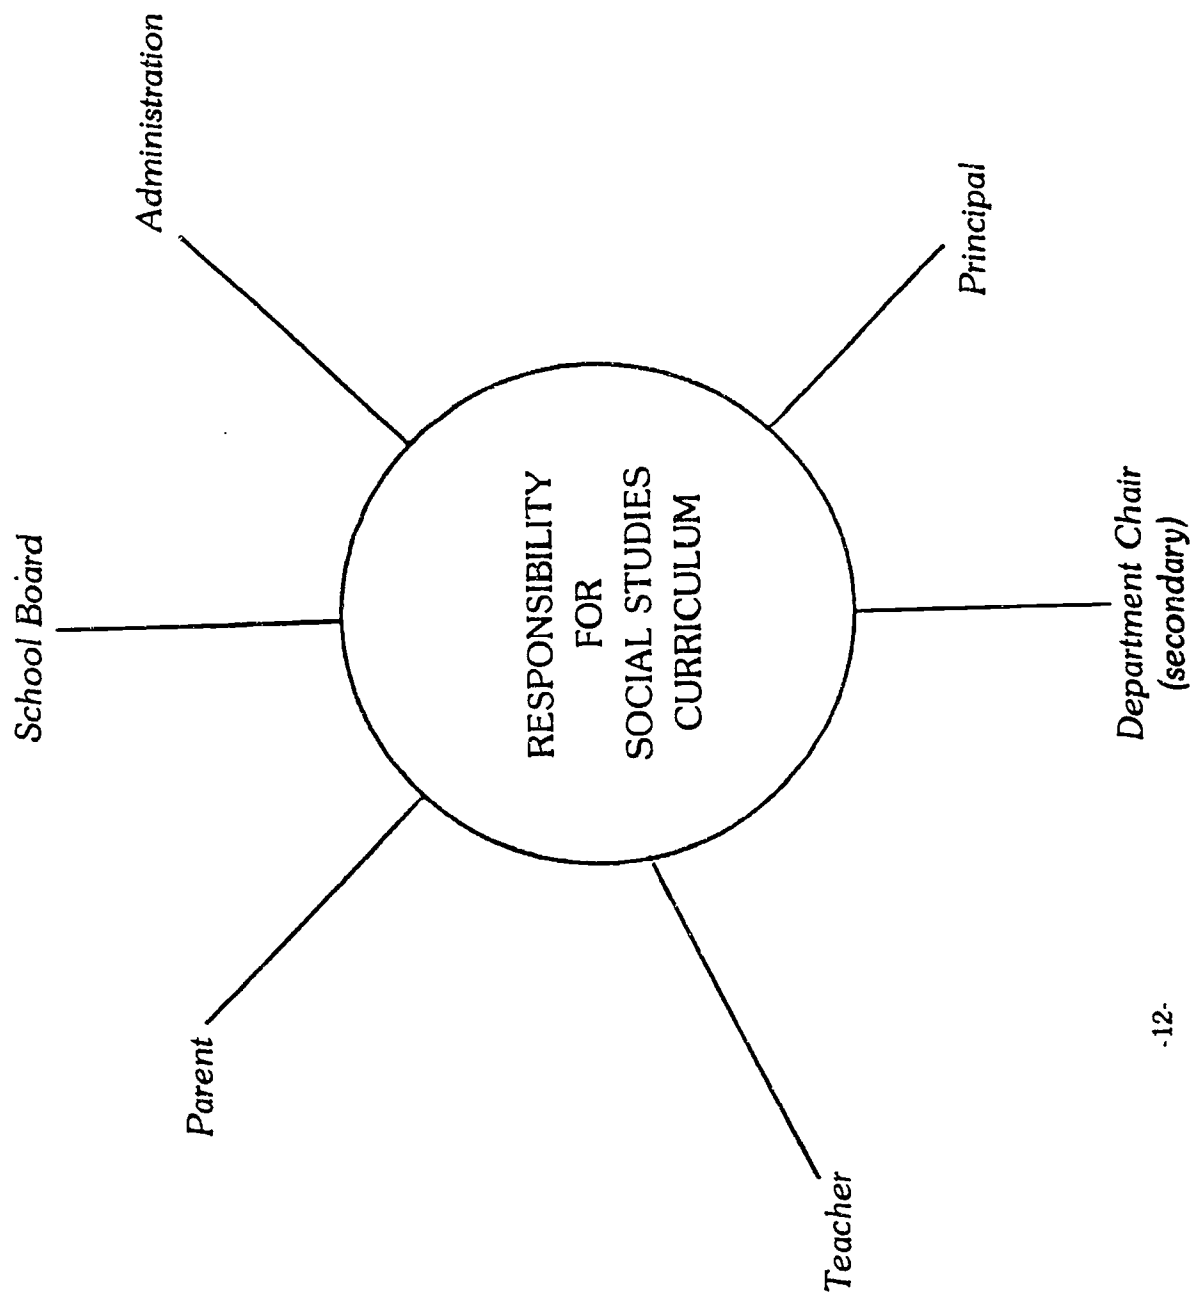 School Board
Administration
Parent
RESPONSIBILITY
FOR
SOCIAL STUDIES
CURRICULUM
Principal
Teacher
Department Chair
(secondary)
-12-